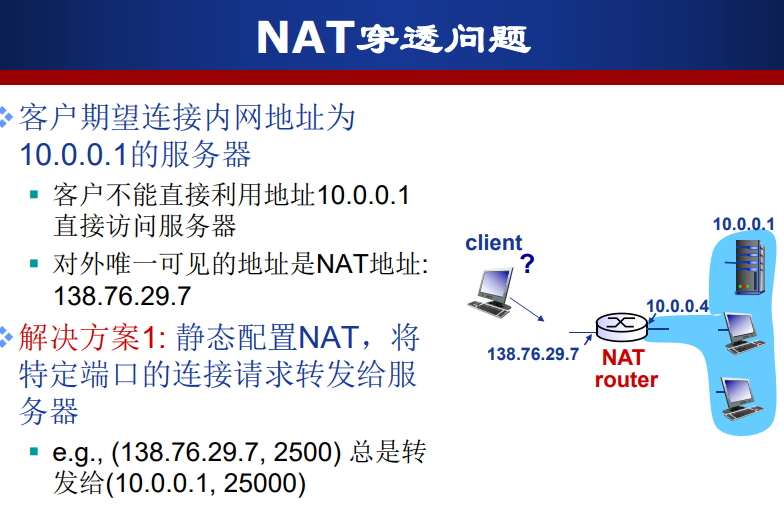 NAT穿透问题
客户期望连接内网地址为
10.0.0.1的服务器
客户不能直接利用地址10.0.0.1
直接访问服务器
对外唯一可见的地址是NAT地址:
138.76.29.7
解决方案1: 静态配置NAT，将
特定端口的连接请求转发给服
务器
e.g., (138.76.29.7, 2500) 总是转
发给(10.0.0.1, 25000)
10.0.0.1
client
?
10.0.0.4
138.76.29.7
NAT
router